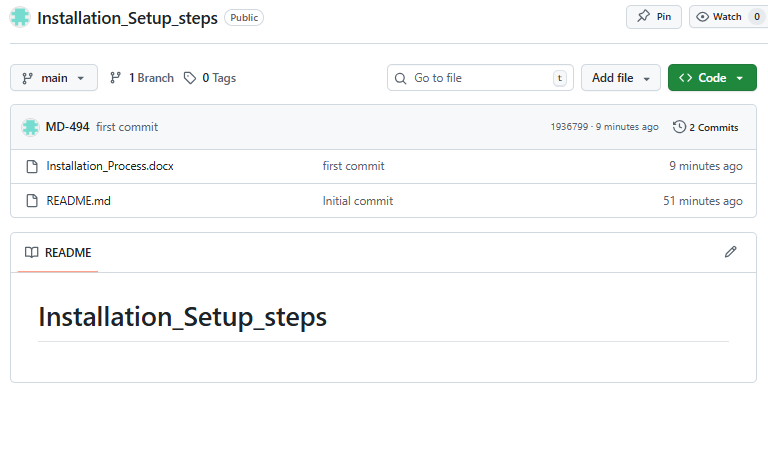 Installation_Setup_steps Public Pin Watch 0
main 1 Branch 0 Tags Go to file t Add file Code
MD-494 first commit 1936799 · 9 minutes ago 2 Commits
Installation_Process.docx first commit 9 minutes ago
README.md Initial commit 51 minutes ago
README
Installation_Setup_steps